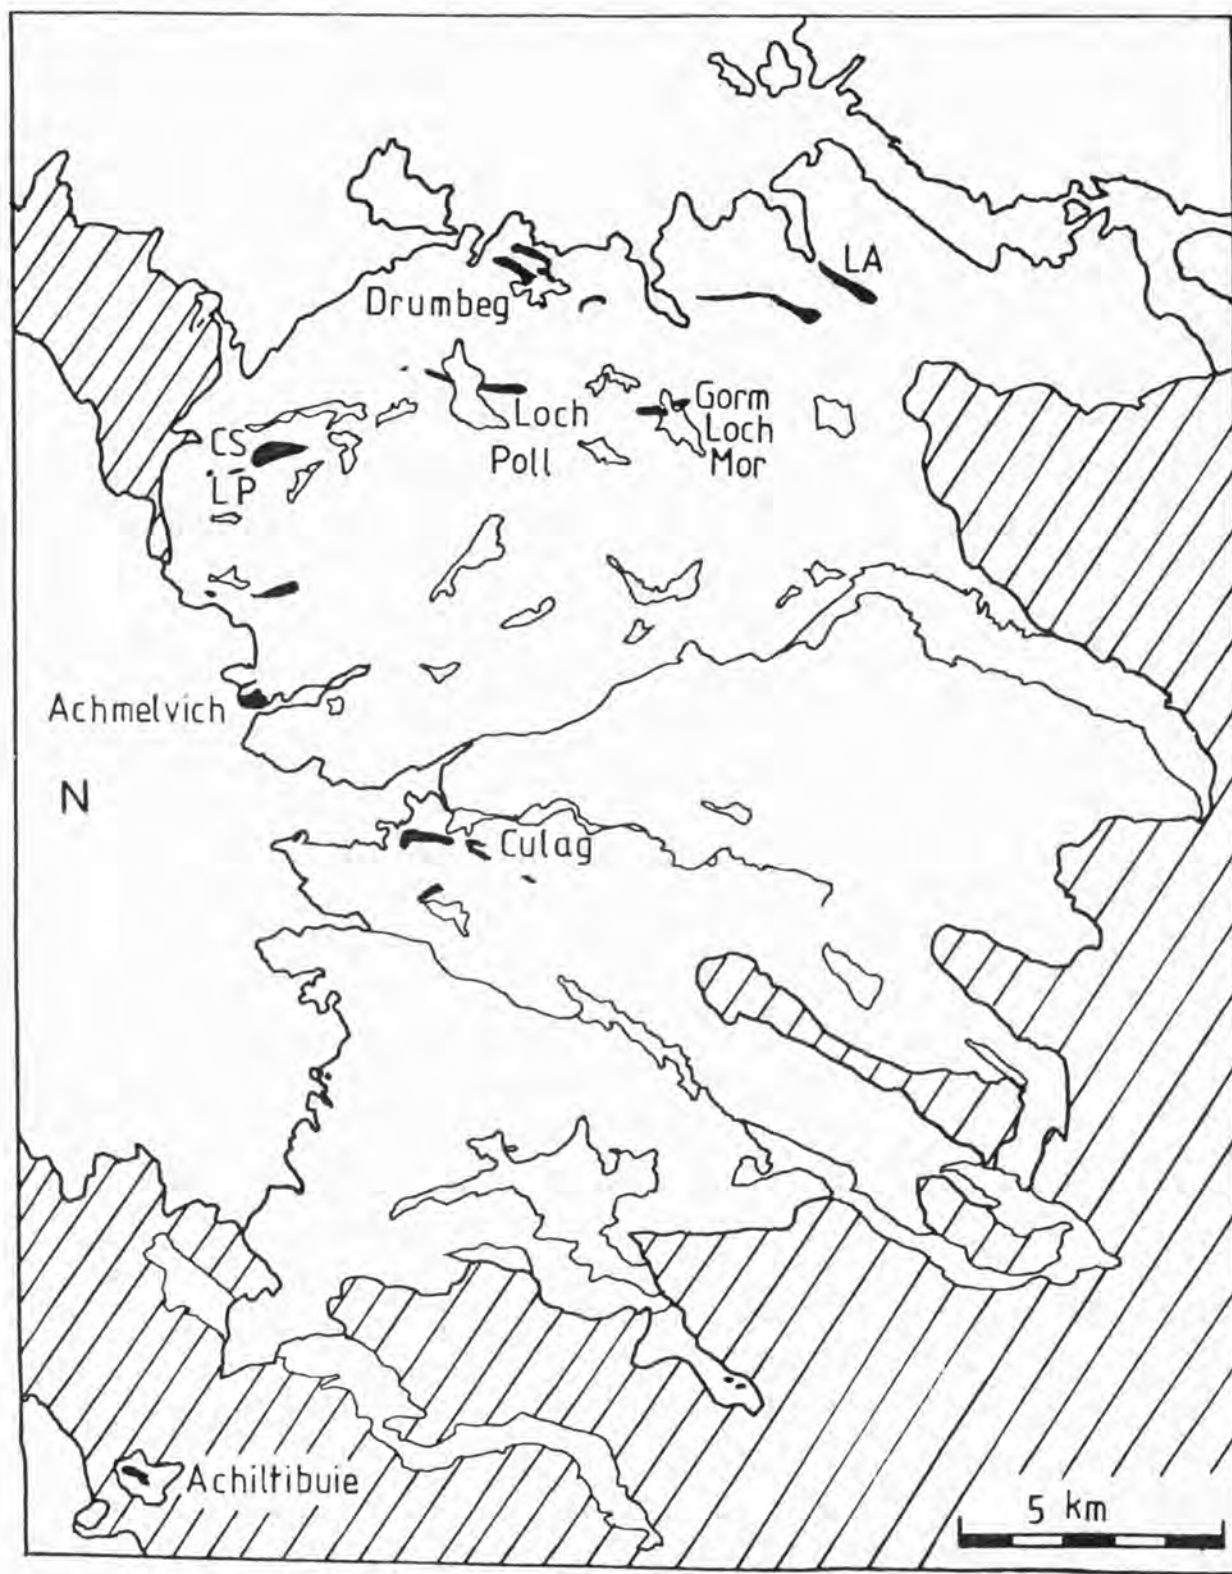 LA
Drumbeg
Loch
Poll
Gorm
Loch
Mor
CS
LP
Achmelvich
N
Culag
Achiltibuie
5 km